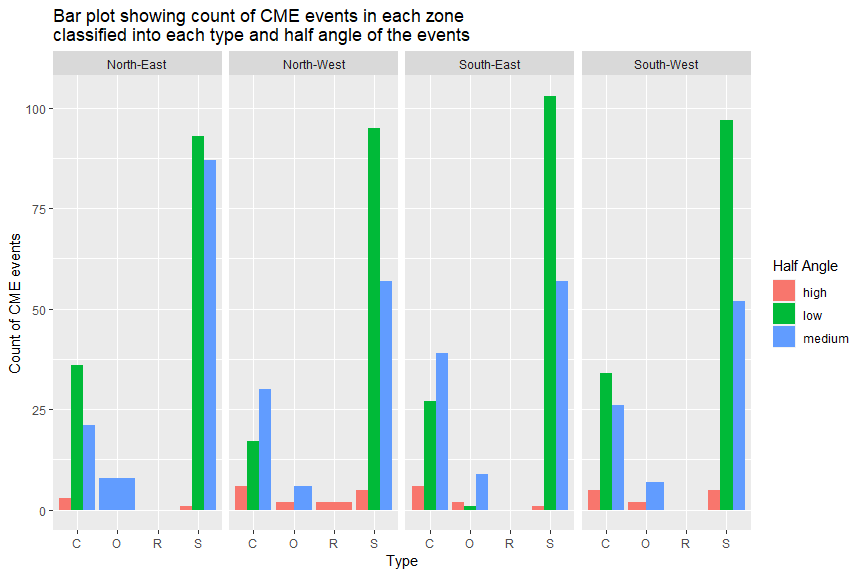 Bar plot showing count of CME events in each zone
classified into each type and half angle of the events
North-East
North-West
South-East
South-West
100
75
50
25
0
Count of CME events
C O R S
C O R S
C O R S
C O R S
Type
Half Angle
high
low
medium